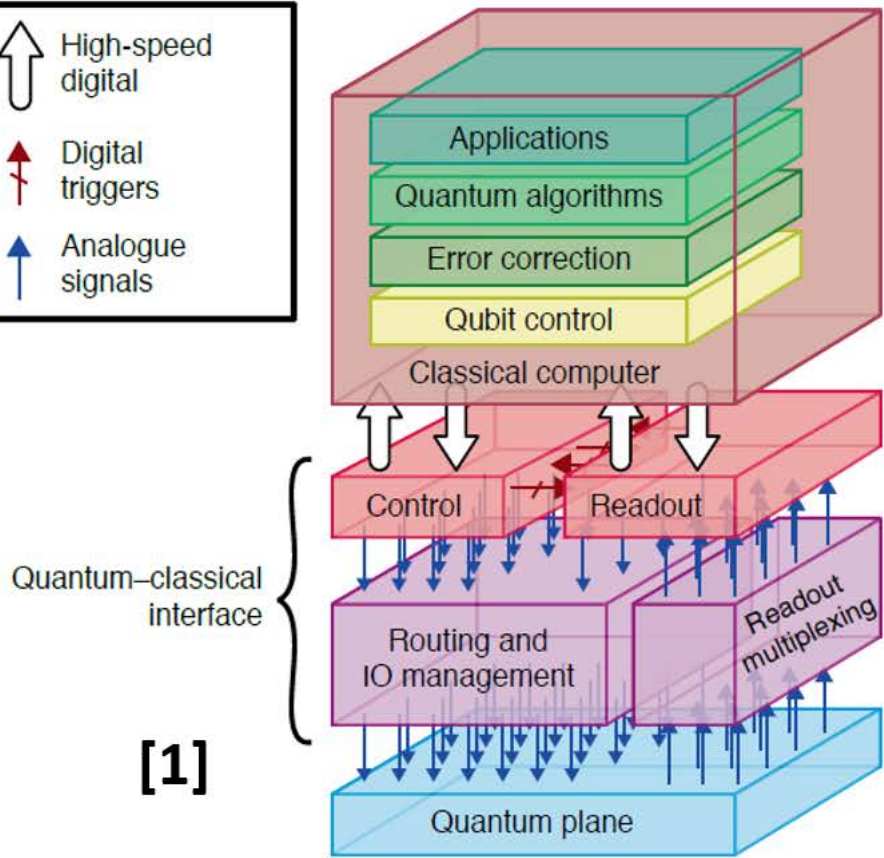 High-speed
digital
Digital
triggers
Analogue
signals
Applications
Quantum algorithms
Error correction
Qubit control
Classical computer
Control
Readout
Quantum–classical
interface
Routing and
IO management
Readout
multiplexing
[1]
Quantum plane